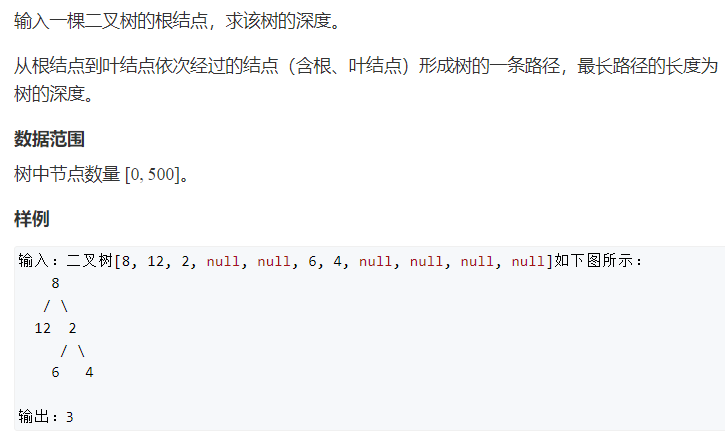 输入一棵二叉树的根结点，求该树的深度。
从根结点到叶结点依次经过的结点（含根、叶结点）形成树的一条路径，最长路径的长度为
树的深度。
数据范围
树中节点数量 [0, 500]。
样例
输入：二叉树[8, 12, 2, null, null, 6, 4, null, null, null, null]如下图所示：
    8
   / \
  12  2
     / \
    6   4
输出：3